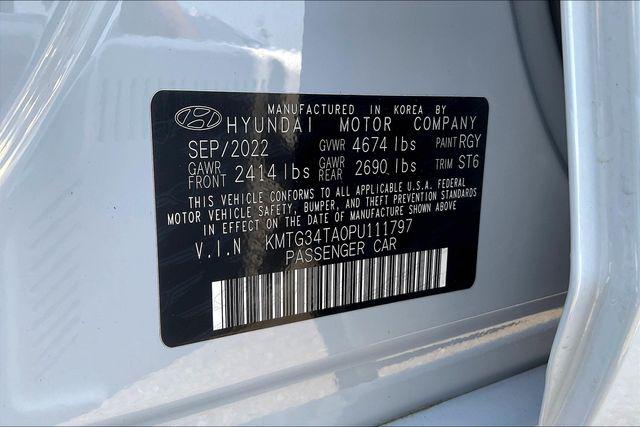 MANUFACTURED IN KOREA BY
HYUNDAI MOTOR COMPANY
SEP/2022 GVWR 4674 lbs PAINT RGY
GAWR FRONT 2414 lbs GAWR REAR 2690 lbs TRIM ST6
THIS VEHICLE CONFORMS TO ALL APPLICABLE U.S.A. FEDERAL
MOTOR VEHICLE SAFETY, BUMPER, AND THEFT PREVENTION STANDARDS
IN EFFECT ON THE DATE OF MANUFACTURE SHOWN ABOVE.
V.I.N KMTG34TA0PU111797
PASSENGER CAR